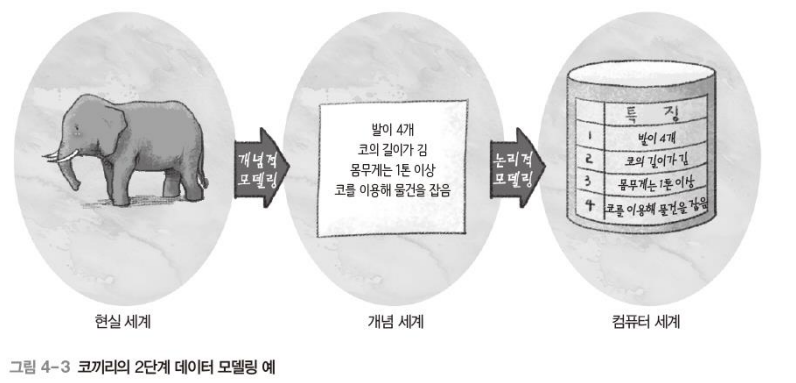 개념적
모델링
발이 4개
코의 길이가 김
몸무게는 1톤 이상
코를 이용해 물건을 잡음
논리적
모델링
특 징
1 발이 4개
2 코의 길이가 김
3 몸무게는 1톤 이상
4 코를 이용해 물건을 잡음
현실 세계
개념 세계
컴퓨터 세계
그림 4-3 코끼리의 2단계 데이터 모델링 예